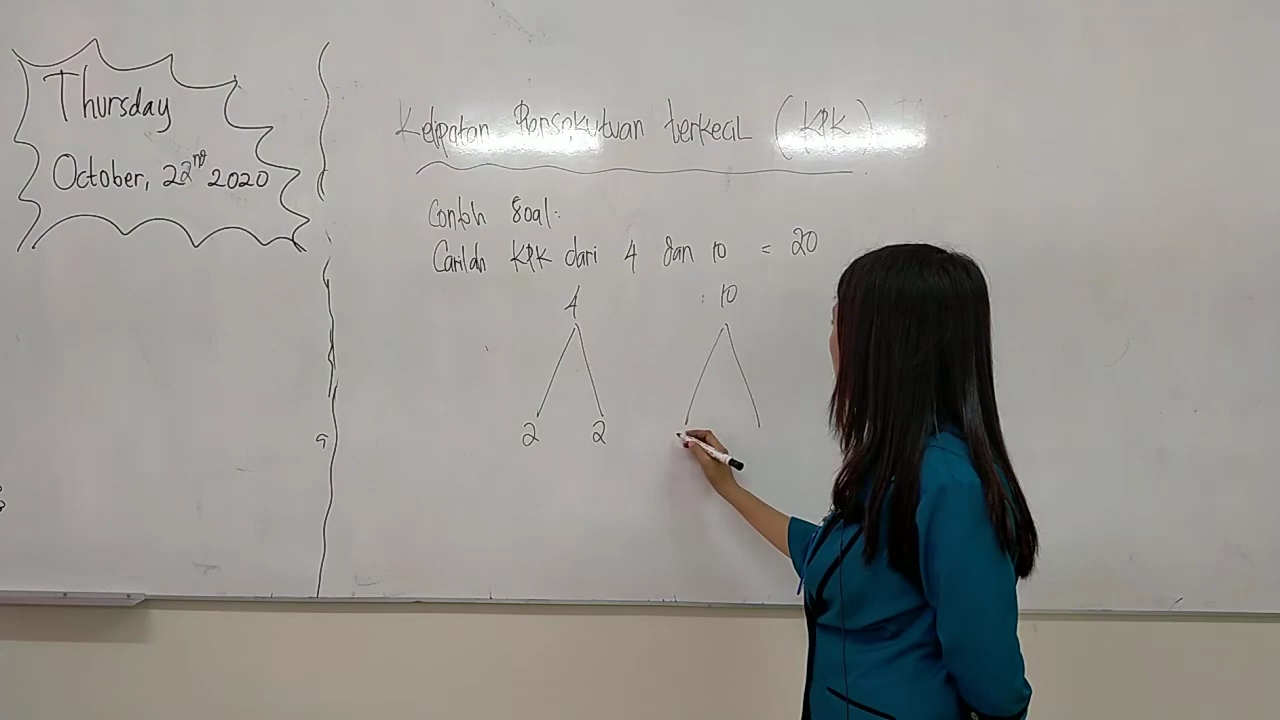 Thursday
October, 22nd 2020
Kelipatan Persekutuan terkecil (KPK)
Contoh Soal:
Carilah KPK dari 4 dan 10 = 20
4 : 10
2 2